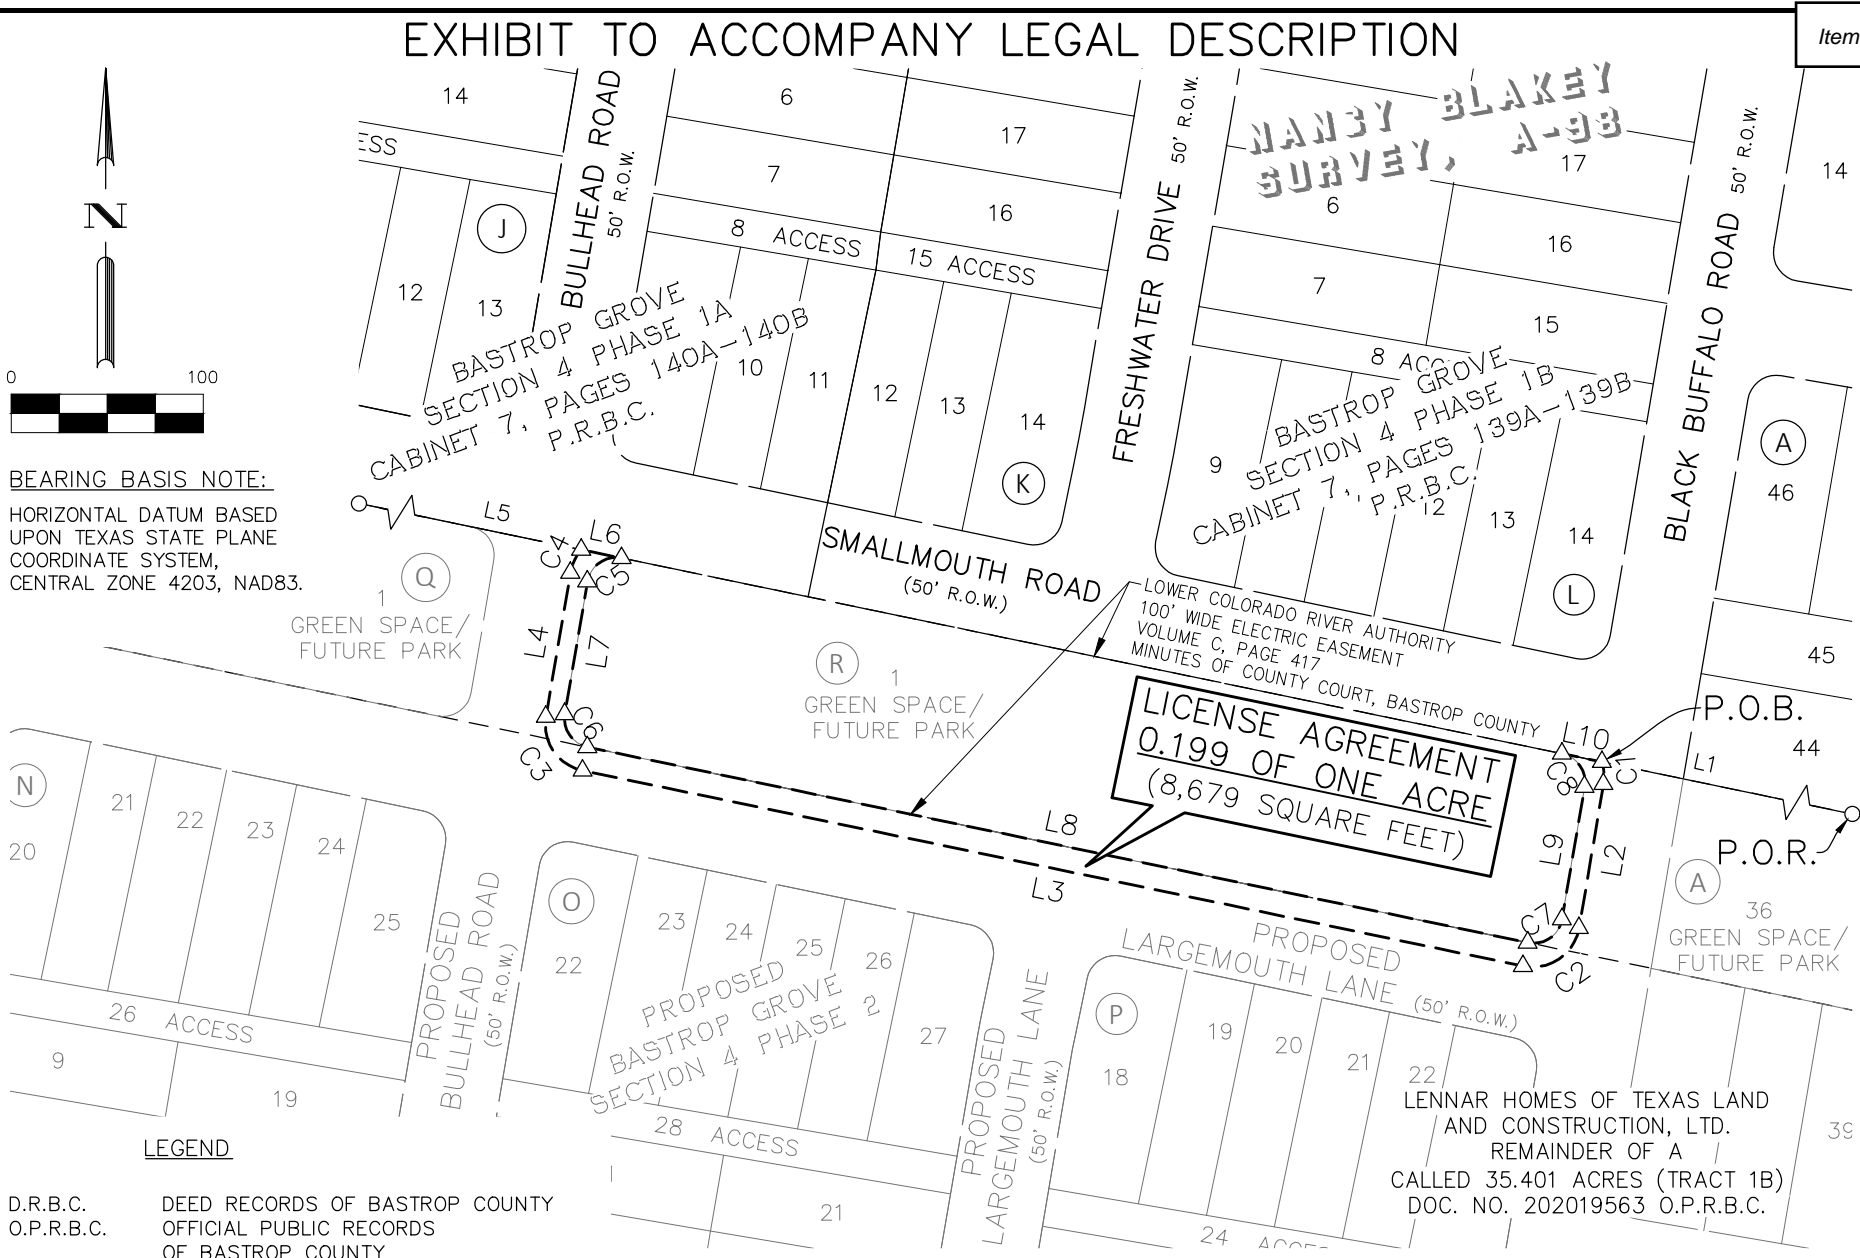 EXHIBIT TO ACCOMPANY LEGAL DESCRIPTION
Item
N
0 100
BEARING BASIS NOTE:
HORIZONTAL DATUM BASED
UPON TEXAS STATE PLANE
COORDINATE SYSTEM,
CENTRAL ZONE 4203, NAD83.
14
ESS
12
13
J
BULLHEAD ROAD
50' R.O.W.
6
17
7
16
8 ACCESS
15 ACCESS
BASTROP GROVE
SECTION 4 PHASE 1A
CABINET 7, PAGES 140A-140B
P.R.B.C.
10
11
12
13
14
K
FRESHWATER DRIVE 50' R.O.W.
NANCY BLAKEY
SURVEY, A-98
17
6
16
7
15
8 ACC
BASTROP GROVE
SECTION 4 PHASE 1B
CABINET 7, PAGES 139A-139B
P.R.B.C.
9
12
13
14
L
BLACK BUFFALO ROAD 50' R.O.W.
14
A
46
45
44
L5
L6
C4
C5
L4
L7
C6
C3
Q
1
GREEN SPACE/
FUTURE PARK
SMALLMOUTH ROAD
(50' R.O.W.)
R
1
GREEN SPACE/
FUTURE PARK
LOWER COLORADO RIVER AUTHORITY
100' WIDE ELECTRIC EASEMENT
VOLUME C, PAGE 417
MINUTES OF COUNTY COURT, BASTROP COUNTY
LICENSE AGREEMENT
0.199 OF ONE ACRE
(8,679 SQUARE FEET)
P.O.B.
L10
C1
L1
C8
P.O.R.
L9
L2
L8
L3
C7
C2
A
36
GREEN SPACE/
FUTURE PARK
N
20
21
22
23
24
25
26 ACCESS
9
19
PROPOSED
BULLHEAD ROAD
(50' R.O.W.)
O
22
23
24
25
26
27
PROPOSED
BASTROP GROVE
SECTION 4 PHASE 2
28 ACCESS
21
PROPOSED
LARGEMOUTH LANE
(50' R.O.W.)
PROPOSED
LARGEMOUTH LANE (50' R.O.W.)
P
18
19
20
21
22
24 ACCESS
39
LENNAR HOMES OF TEXAS LAND
AND CONSTRUCTION, LTD.
REMAINDER OF A
CALLED 35.401 ACRES (TRACT 1B)
DOC. NO. 202019563 O.P.R.B.C.
LEGEND
D.R.B.C. DEED RECORDS OF BASTROP COUNTY
O.P.R.B.C. OFFICIAL PUBLIC RECORDS
OF BASTROP COUNTY